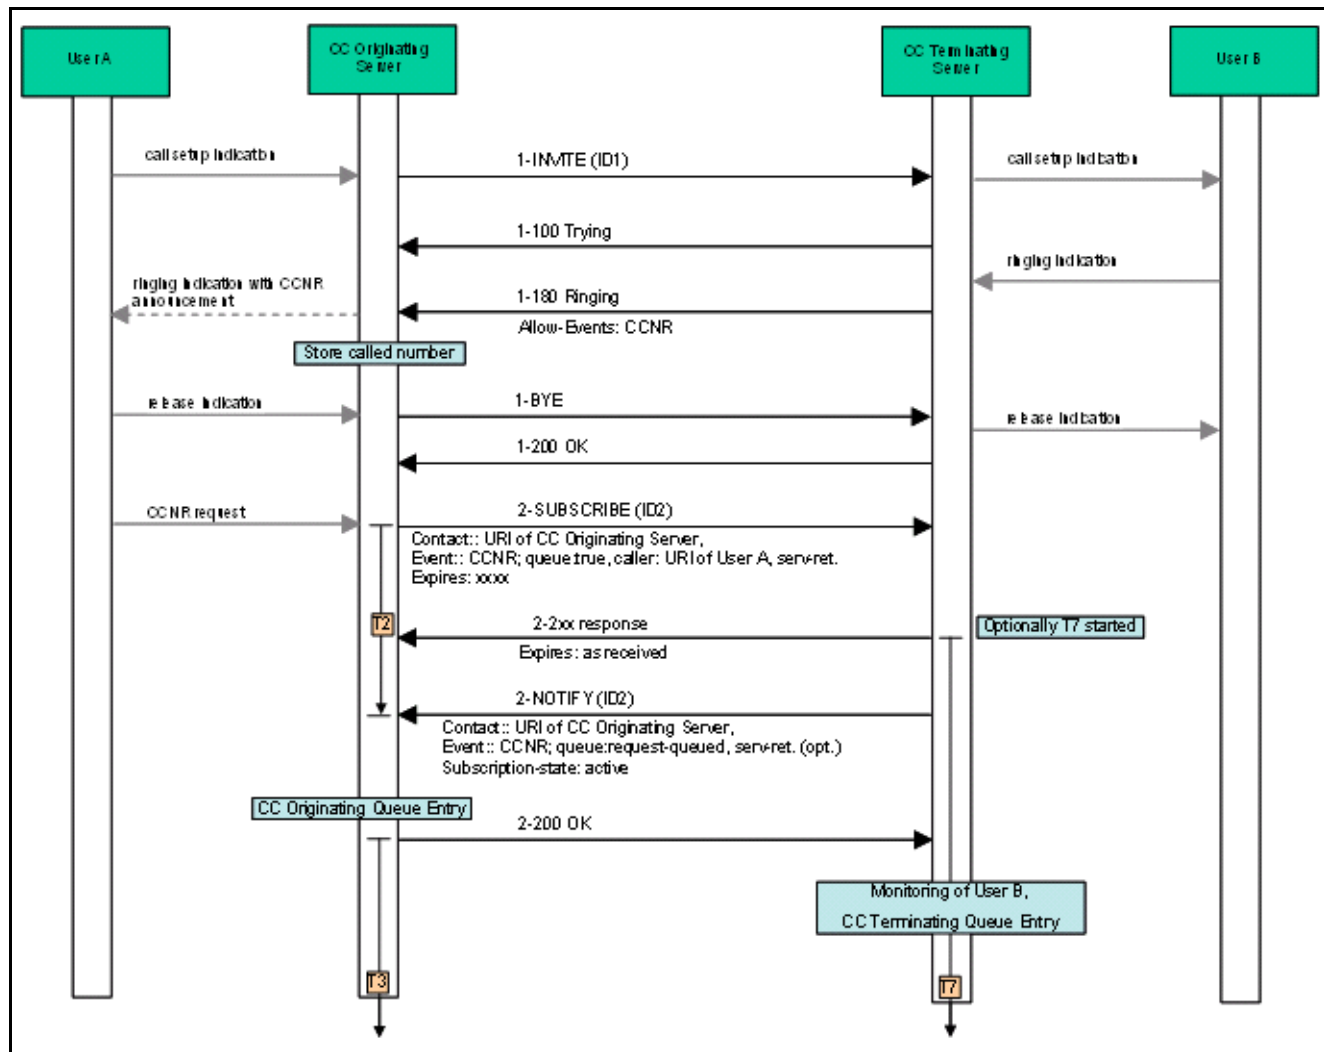 User A
CC Originating
Server
CC Terminating
Server
User B
call setup indication
1-INVITE (ID1)
call setup indication
1-100 Trying
ringing indication
ringing indication with CCNR
announcement
1-180 Ringing
Allow-Events: CCNR
Store called number
release indication
1-BYE
release indication
1-200 OK
CCNR request
2-SUBSCRIBE (ID2)
Contact:: URI of CC Originating Server,
Event:: CCNR; queue:true, caller: URI of User A, serv-ret.
Expires: xxxx
T2
2-2xx response
Optionally T7 started
Expires: as received
2-NOTIFY (ID2)
Contact:: URI of CC Originating Server,
Event:: CCNR; queue:request-queued, serv-ret. (opt.)
Subscription-state: active
CC Originating Queue Entry
2-200 OK
Monitoring of User B,
CC Terminating Queue Entry
T3
T7